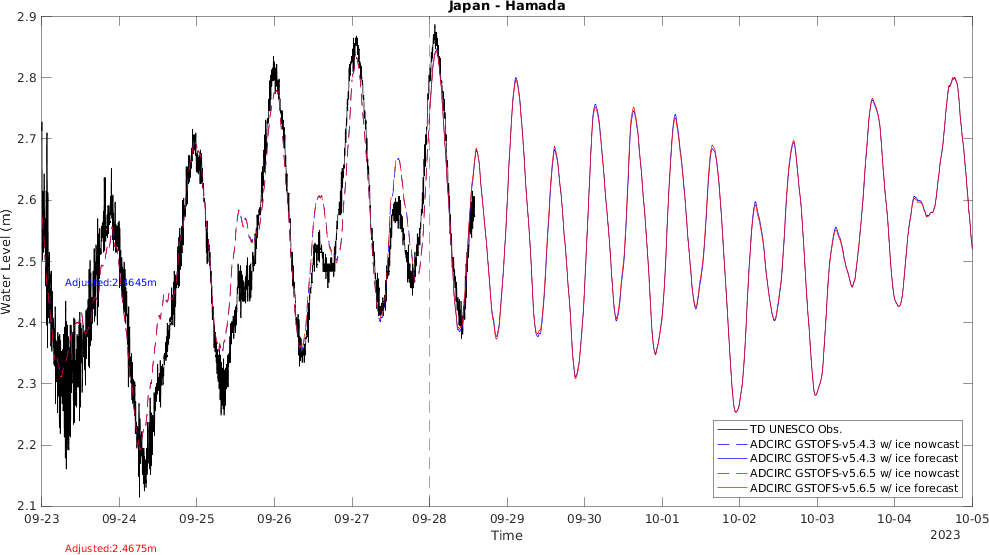 Japan - Hamada
2.9
2.8
2.7
2.6
2.5
2.4
2.3
2.2
2.1
Water Level (m)
Adjusted:2.4645m
TD UNESCO Obs.
ADCIRC GSTOFS-v5.4.3 w/ ice nowcast
ADCIRC GSTOFS-v5.4.3 w/ ice forecast
ADCIRC GSTOFS-v5.6.5 w/ ice nowcast
ADCIRC GSTOFS-v5.6.5 w/ ice forecast
09-23 09-24 09-25 09-26 09-27 09-28 09-29 09-30 10-01 10-02 10-03 10-04 10-05
Time
2023
Adjusted:2.4675m